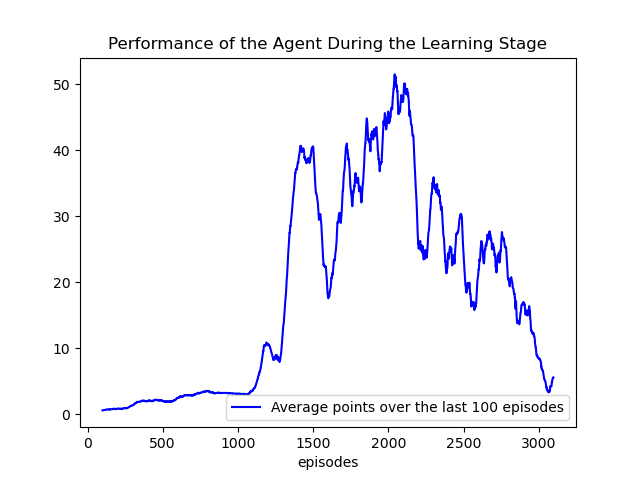 Performance of the Agent During the Learning Stage
50
40
30
20
10
0
Average points over the last 100 episodes
0 500 1000 1500 2000 2500 3000
episodes